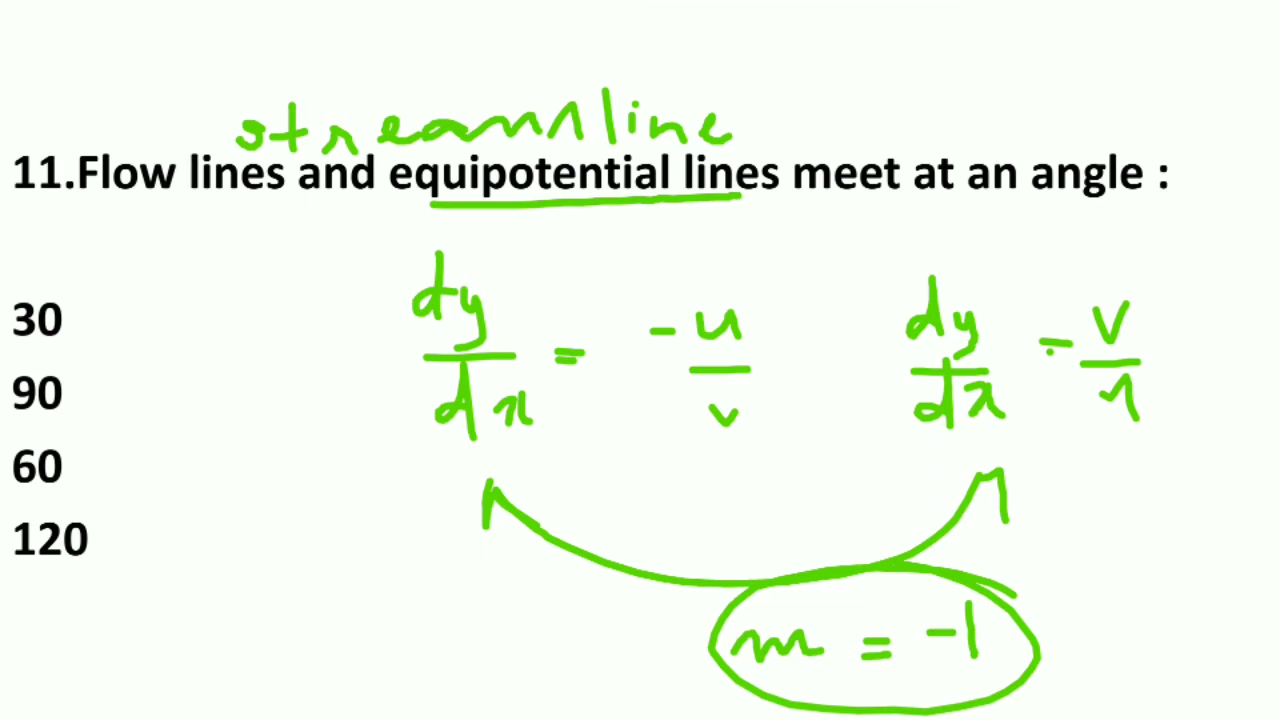 streamline
11.Flow lines and equipotential lines meet at an angle :
dy/dx = -u/v
dy/dx = v/u
30
90
60
120
m = -1